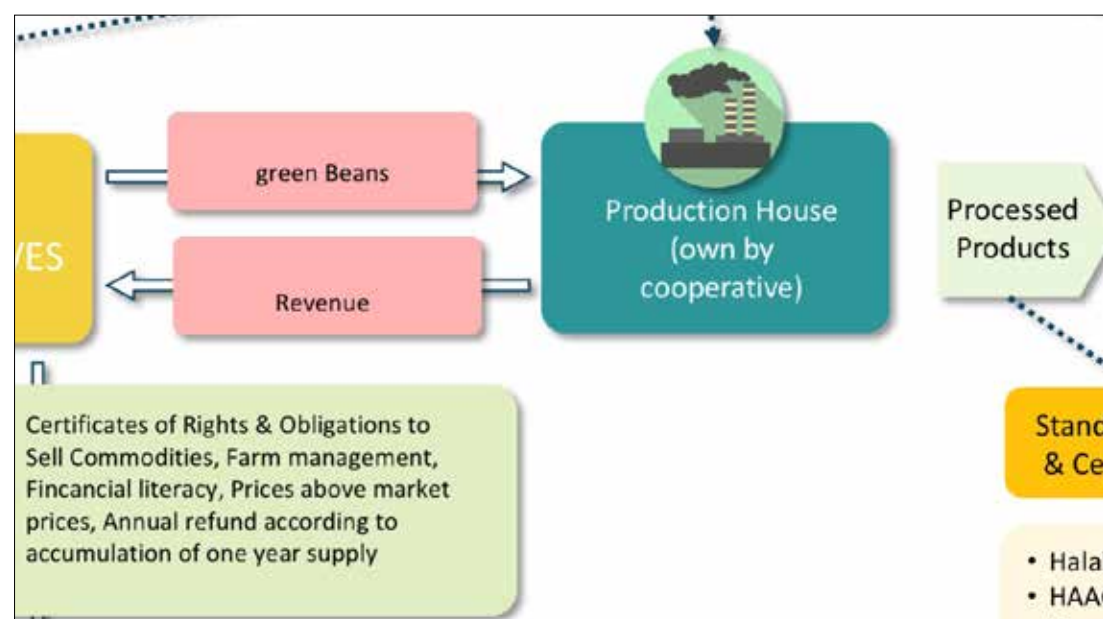 green Beans
VES
Revenue
Production House
(own by
cooperative)
Processed
Products
Certificates of Rights & Obligations to
Sell Commodities, Farm management,
Fincancial literacy, Prices above market
prices, Annual refund according to
accumulation of one year supply
Stand
& Ce
• Hala
• HAA